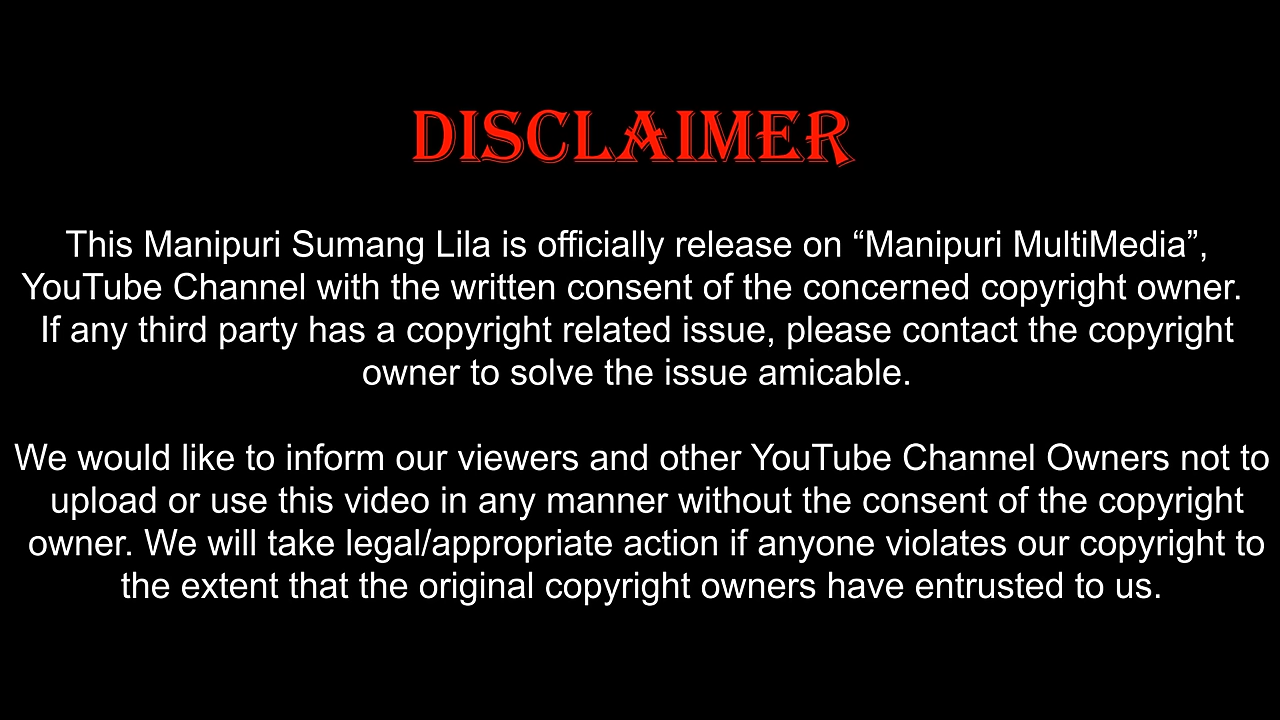 DISCLAIMER
This Manipuri Sumang Lila is officially release on “Manipuri MultiMedia”,
YouTube Channel with the written consent of the concerned copyright owner.
If any third party has a copyright related issue, please contact the copyright
owner to solve the issue amicable.
We would like to inform our viewers and other YouTube Channel Owners not to
upload or use this video in any manner without the consent of the copyright
owner. We will take legal/appropriate action if anyone violates our copyright to
the extent that the original copyright owners have entrusted to us.